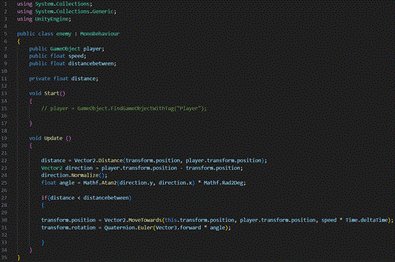 1 using System.Collections;
2 using System.Collections.Generic;
3 using UnityEngine;
4
5 public class enemy : MonoBehaviour
6 {
7 public GameObject player;
8 public float speed;
9 public float distancebetween;
10
11 private float distance;
12
13 void Start()
14 {
15 // player = GameObject.FindGameObjectWithTag("Player");
16
17 }
18
19 void Update ()
20 {
21
22 distance = Vector2.Distance(transform.position, player.transform.position);
23 Vector2 direction = player.transform.position - transform.position;
24 direction.Normalize();
25 float angle = Mathf.Atan2(direction.y, direction.x) * Mathf.Rad2Deg;
26
27 if(distance < distancebetween)
28 {
29
30 transform.position = Vector2.MoveTowards(this.transform.position, player.transform.position, speed * Time.deltaTime);
31 transform.rotation = Quaternion.Euler(Vector3.forward * angle);
32
33 }
34 }
35 }